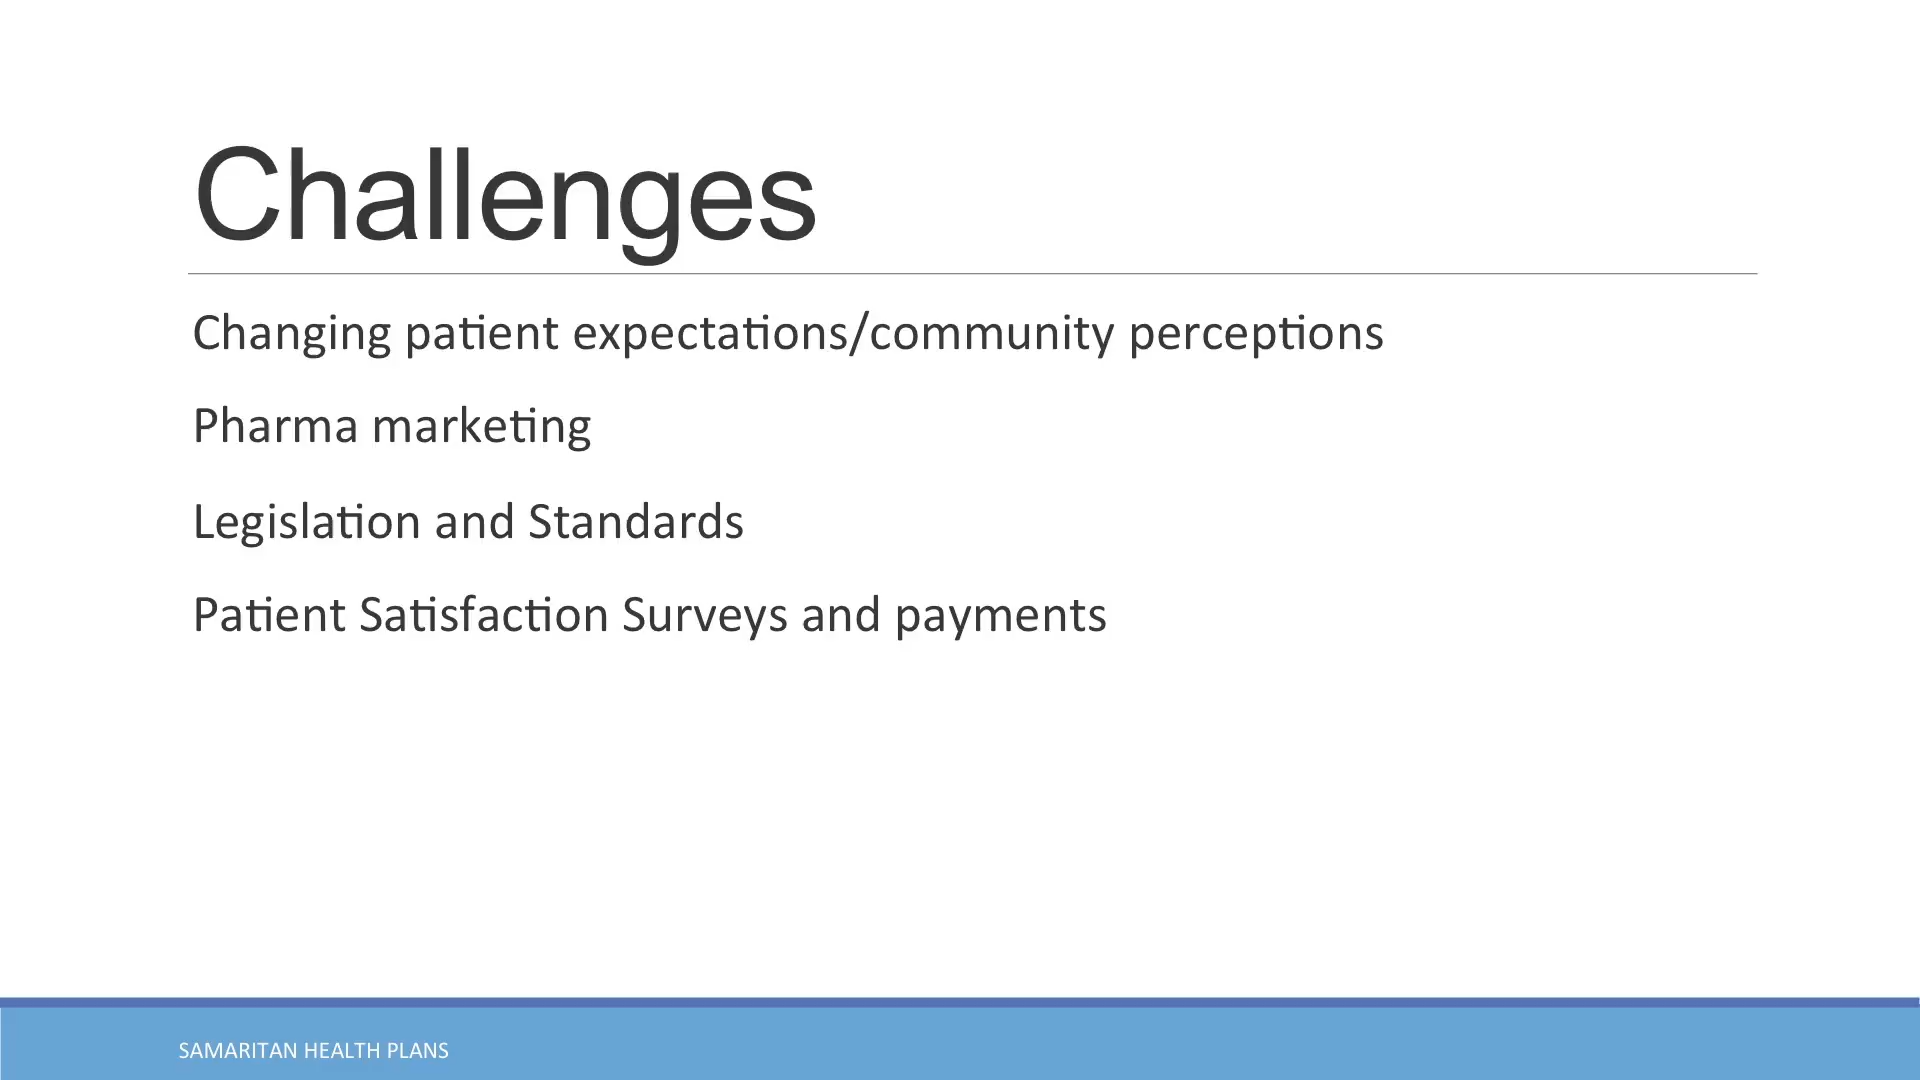 Challenges
Changing patient expectations/community perceptions
Pharma marketing
Legislation and Standards
Patient Satisfaction Surveys and payments
SAMARITAN HEALTH PLANS